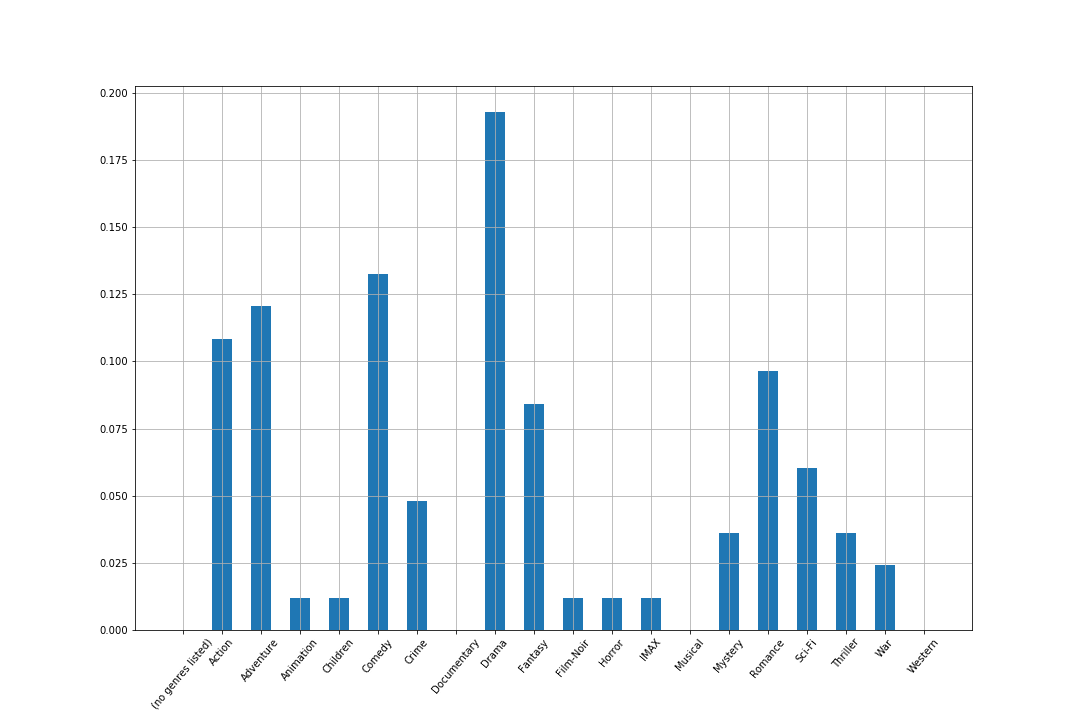 0.200
0.175
0.150
0.125
0.100
0.075
0.050
0.025
0.000
(no genres listed)
Action
Adventure
Animation
Children
Comedy
Crime
Documentary
Drama
Fantasy
Film-Noir
Horror
IMAX
Musical
Mystery
Romance
Sci-Fi
Thriller
War
Western